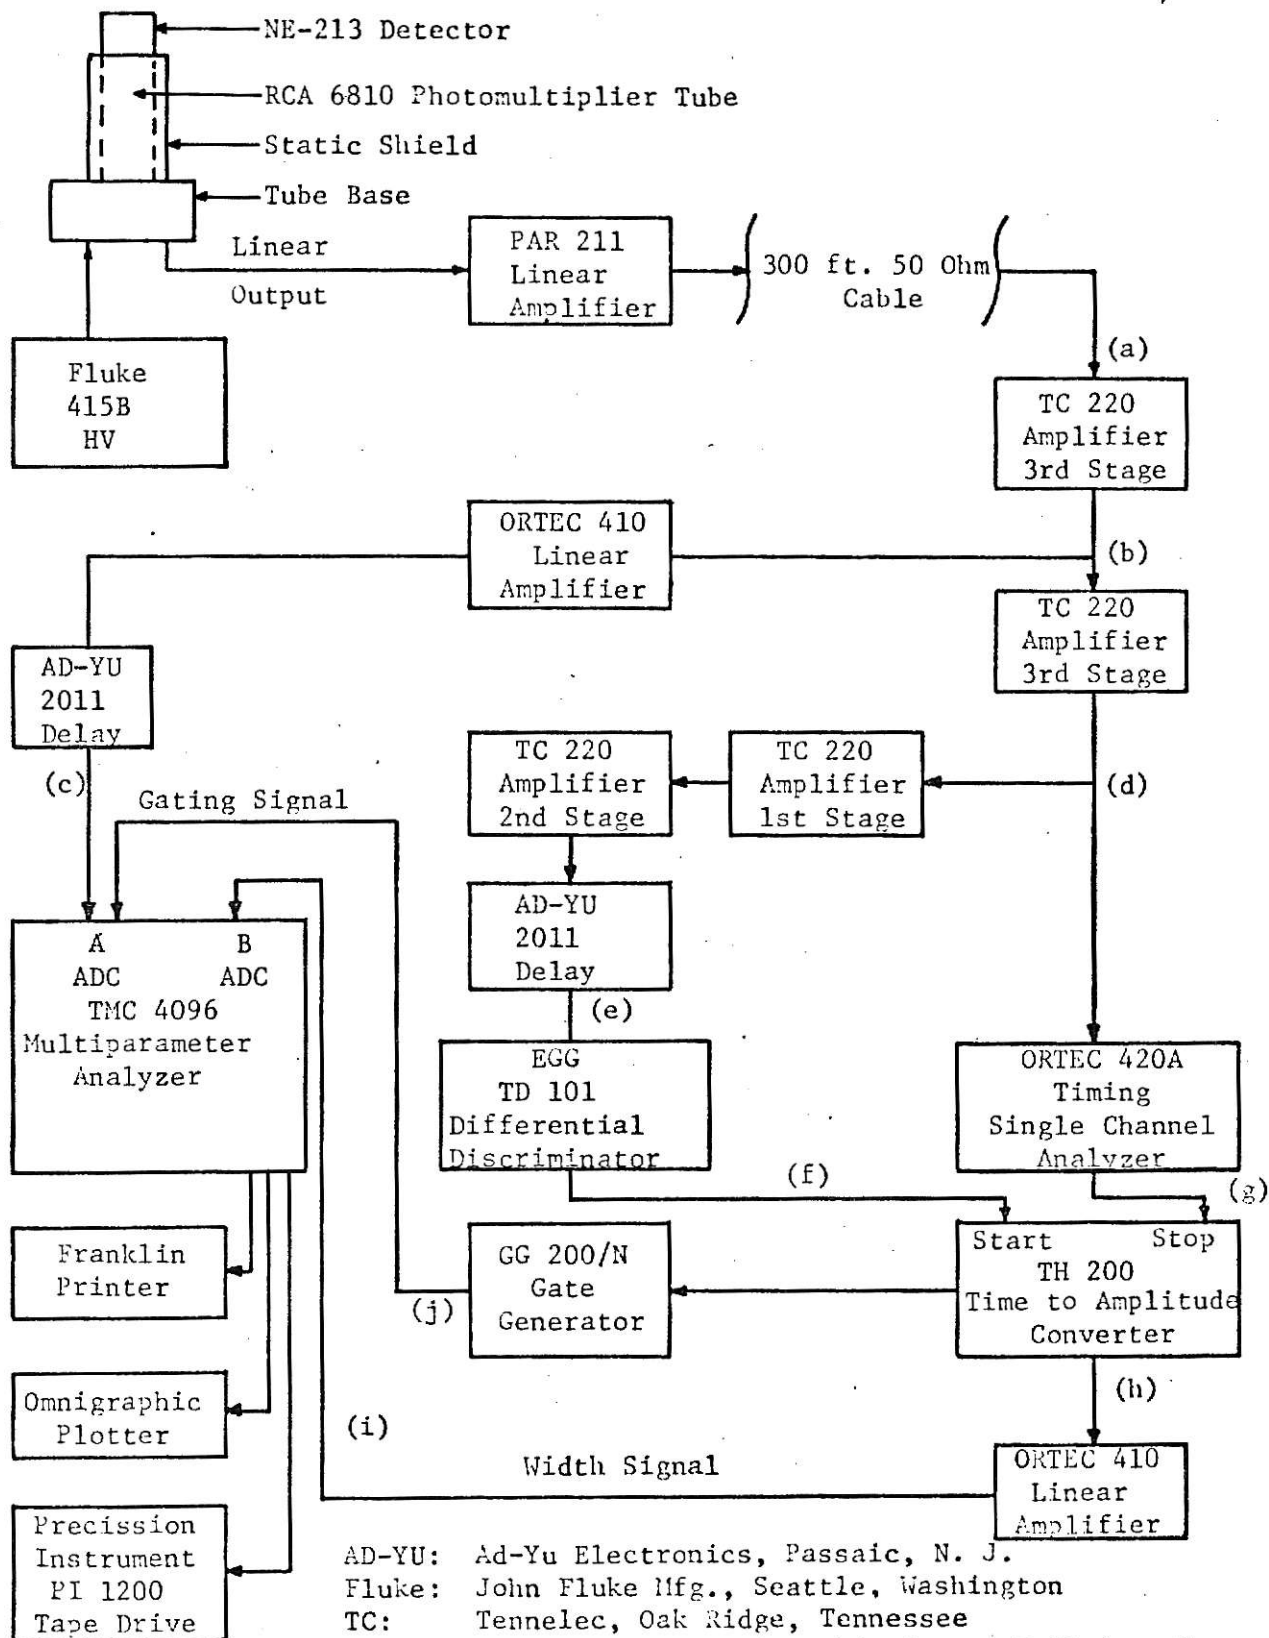 NE-213 Detector
RCA 6810 Photomultiplier Tube
Static Shield
Tube Base
Linear
Output
PAR 211
Linear
Amplifier
300 ft. 50 Ohm
Cable
(a)
Fluke
415B
HV
TC 220
Amplifier
3rd Stage
ORTEC 410
Linear
Amplifier
(b)
TC 220
Amplifier
3rd Stage
AD-YU
2011
Delay
(c)
TC 220
Amplifier
2nd Stage
TC 220
Amplifier
1st Stage
(d)
Gating Signal
AD-YU
2011
Delay
(e)
A
ADC
B
ADC
TMC 4096
Multiparameter
Analyzer
EGG
TD 101
Differential
Discriminator
ORTEC 420A
Timing
Single Channel
Analyzer
(f)
(g)
Franklin
Printer
GG 200/N
Gate
Generator
(j)
Start
Stop
TH 200
Time to Amplitude
Converter
(h)
Omnigraphic
Plotter
(i)
Width Signal
ORTEC 410
Linear
Amplifier
Precission
Instrument
PI 1200
Tape Drive
AD-YU: Ad-Yu Electronics, Passaic, N. J.
Fluke: John Fluke Mfg., Seattle, Washington
TC: Tennelec, Oak Ridge, Tennessee